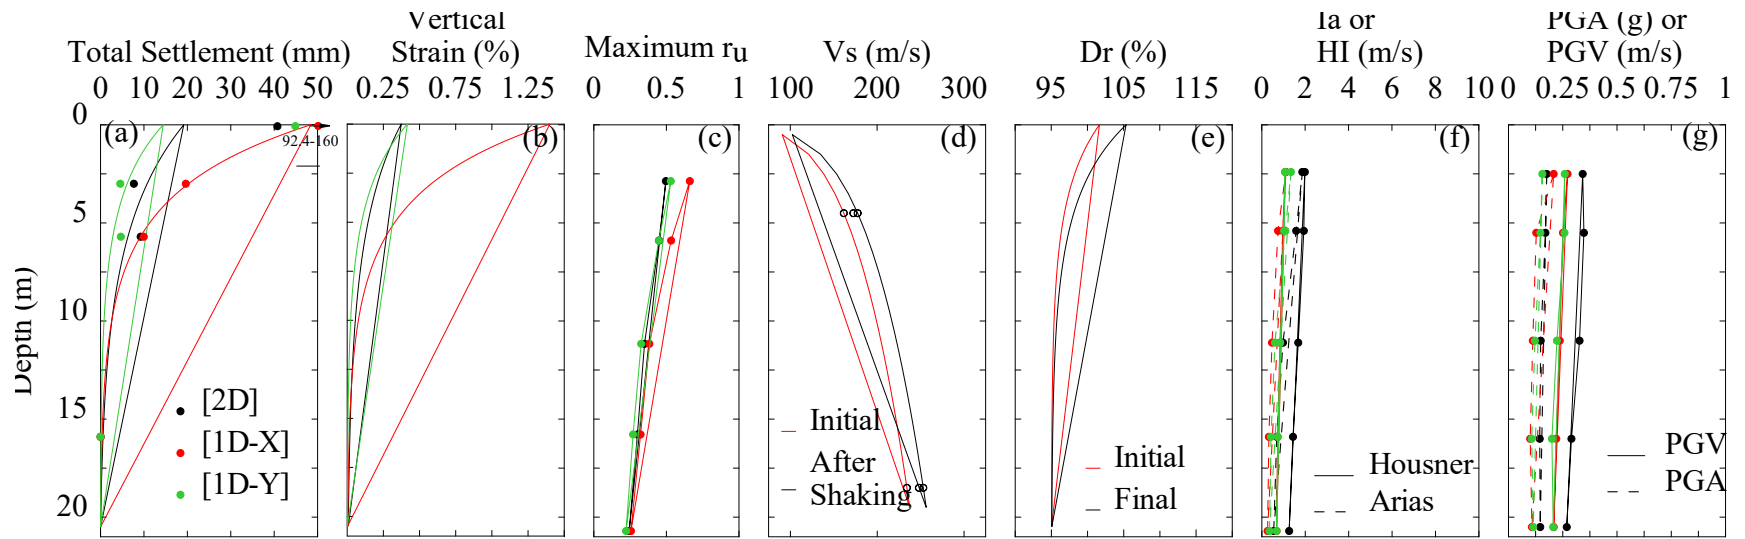 Total Settlement (mm)
0 10 20 30 40 50
Vertical
Strain (%)
0.25 0.75 1.25
Maximum ru
0 0.5 1
Vs (m/s)
100 200 300
Dr (%)
95 105 115
Ia or
HI (m/s)
0 2 4 6 8 10
PGA (g) or
PGV (m/s)
0 0.25 0.5 0.75 1
Depth (m)
0
5
10
15
20
(a)
92.4-160
[2D]
[1D-X]
[1D-Y]
(b)
(c)
(d)
Initial
After
Shaking
(e)
Initial
Final
(f)
Housner
Arias
(g)
PGV
PGA